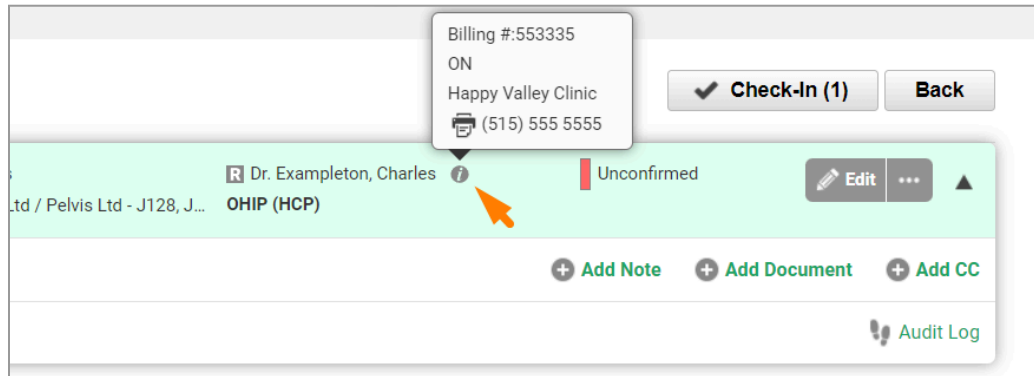 Billing #:553335
ON
Happy Valley Clinic
(515) 555 5555
Check-In (1)
Back
R Dr. Exampleton, Charles i
Unconfirmed
Edit
Ltd / Pelvis Ltd - J128, J...
OHIP (HCP)
Add Note
Add Document
Add CC
Audit Log